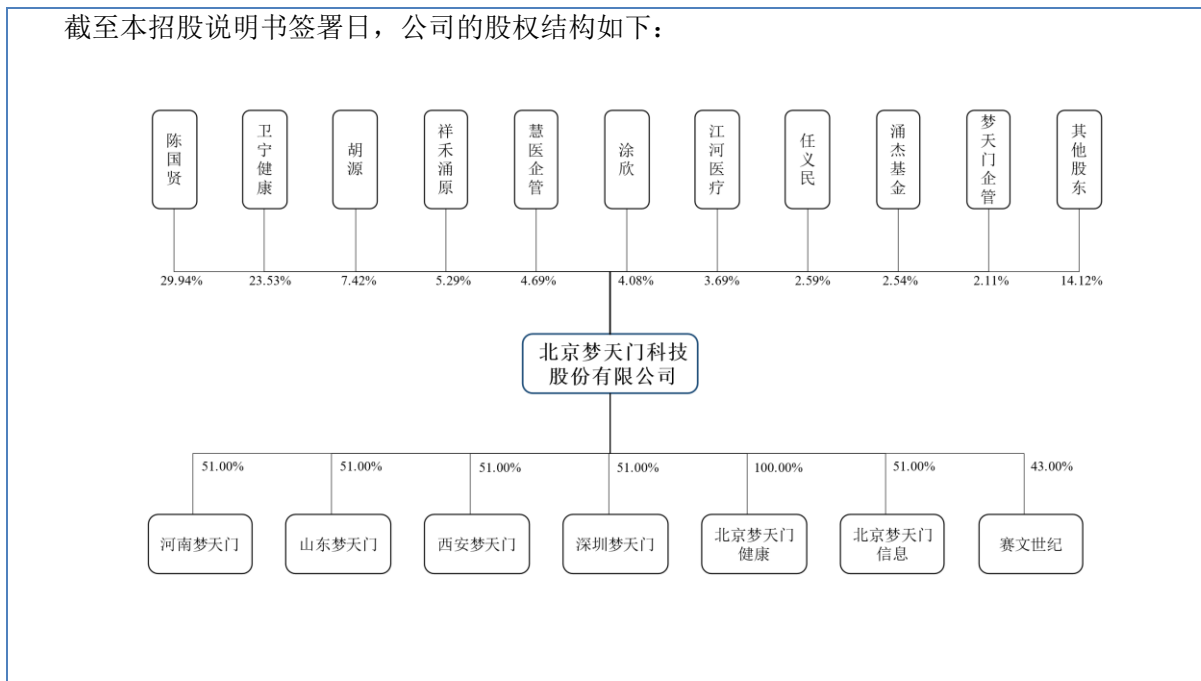 截至本招股说明书签署日，公司的股权结构如下：
陈国贤
卫宁健康
胡源
祥禾涌原
慧医企管
涂欣
江河医疗
任义民
涌杰基金
梦天门企管
其他股东
29.94%
23.53%
7.42%
5.29%
4.69%
4.08%
3.69%
2.59%
2.54%
2.11%
14.12%
北京梦天门科技
股份有限公司
51.00%
51.00%
51.00%
51.00%
100.00%
51.00%
43.00%
河南梦天门
山东梦天门
西安梦天门
深圳梦天门
北京梦天门
健康
北京梦天门
信息
赛文世纪